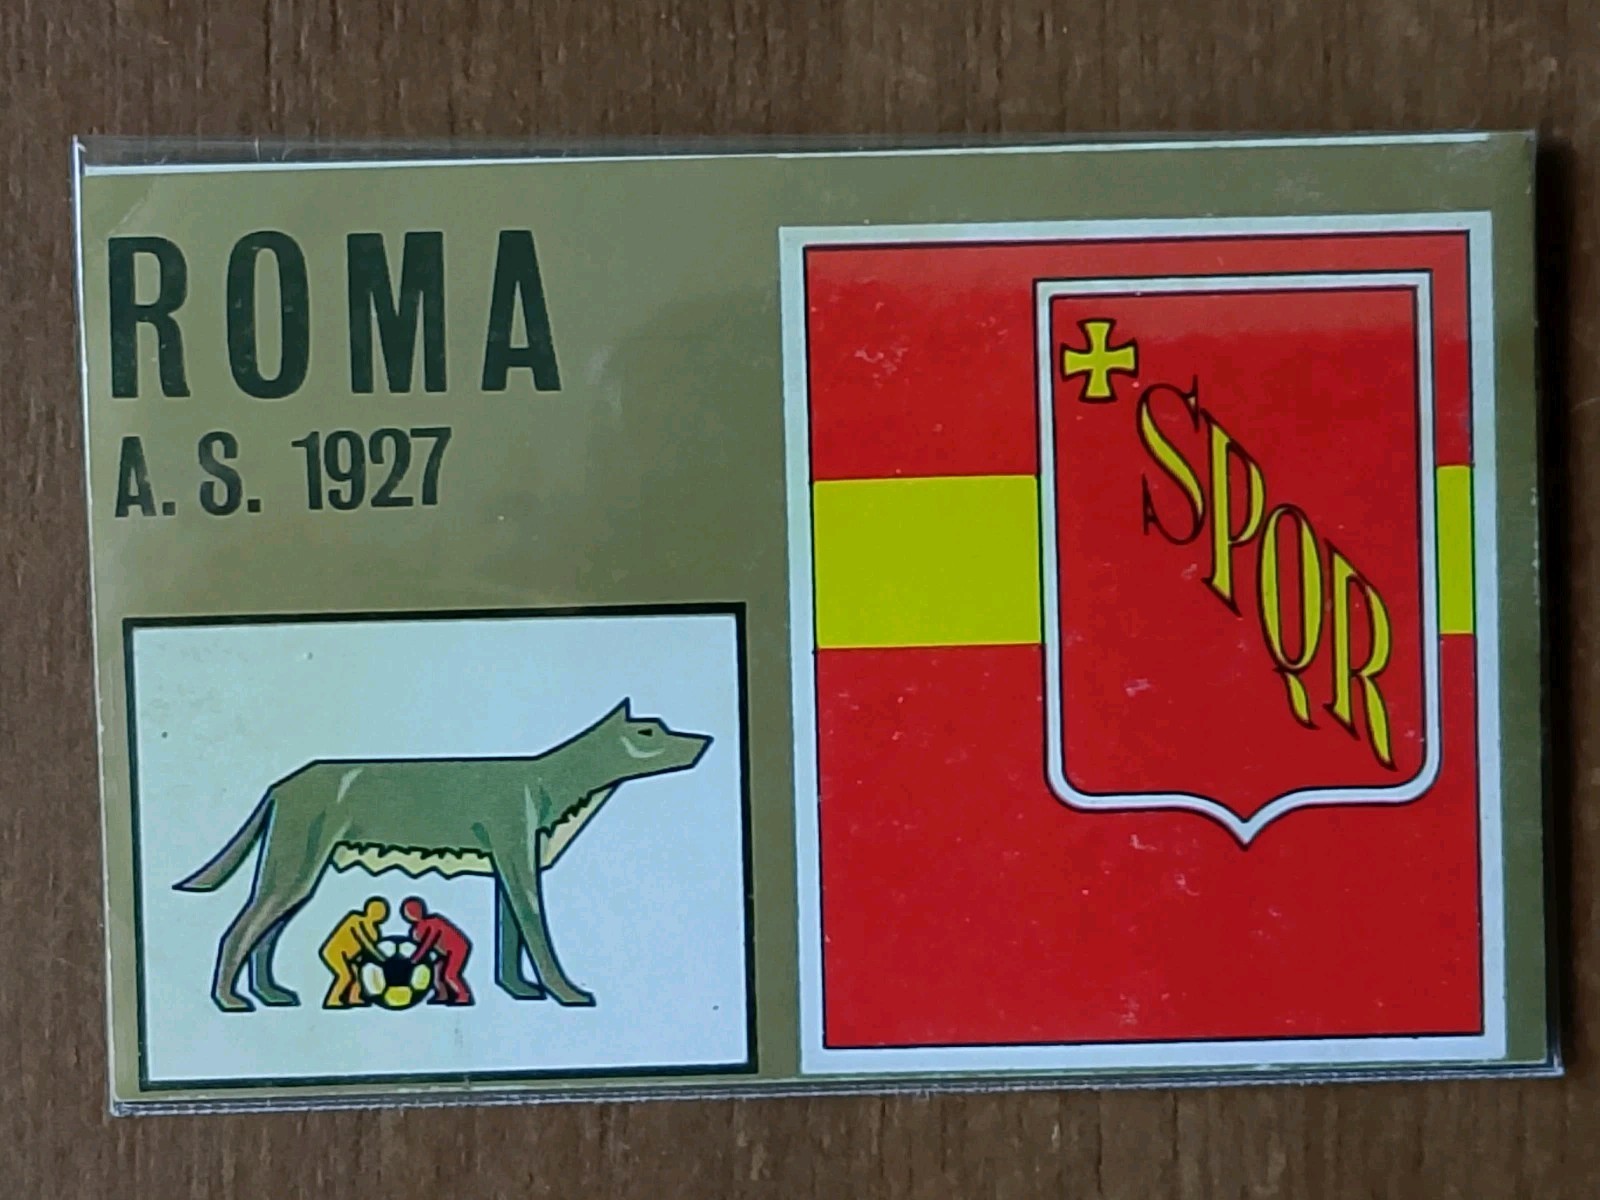 ROMA
A. S. 1927
SPQR